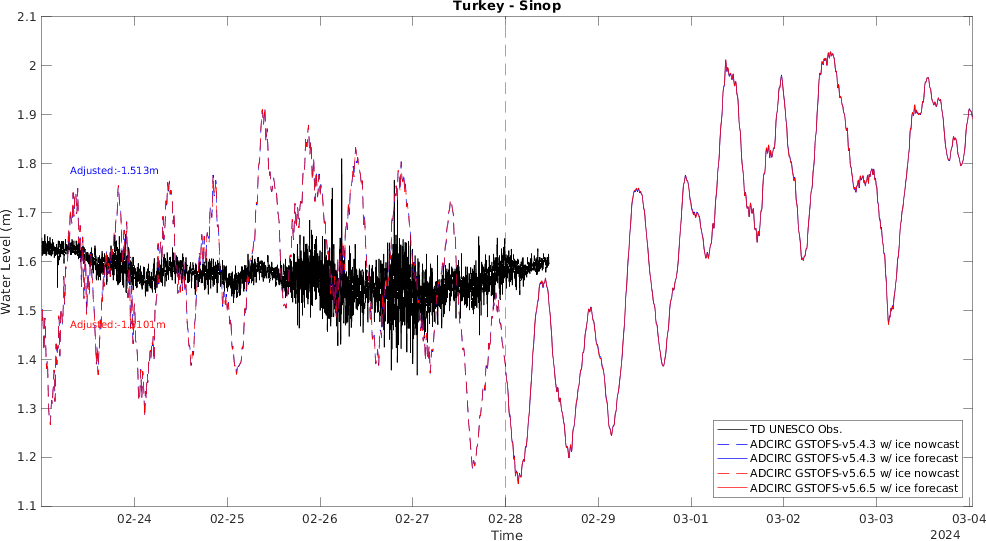 Turkey - Sinop
2.1
2
1.9
1.8
1.7
1.6
1.5
1.4
1.3
1.2
1.1
Water Level (m)
Adjusted:-1.513m
Adjusted:-1.5101m
TD UNESCO Obs.
ADCIRC GSTOFS-v5.4.3 w/ ice nowcast
ADCIRC GSTOFS-v5.4.3 w/ ice forecast
ADCIRC GSTOFS-v5.6.5 w/ ice nowcast
ADCIRC GSTOFS-v5.6.5 w/ ice forecast
02-24 02-25 02-26 02-27 02-28 02-29 03-01 03-02 03-03 03-04
Time
2024